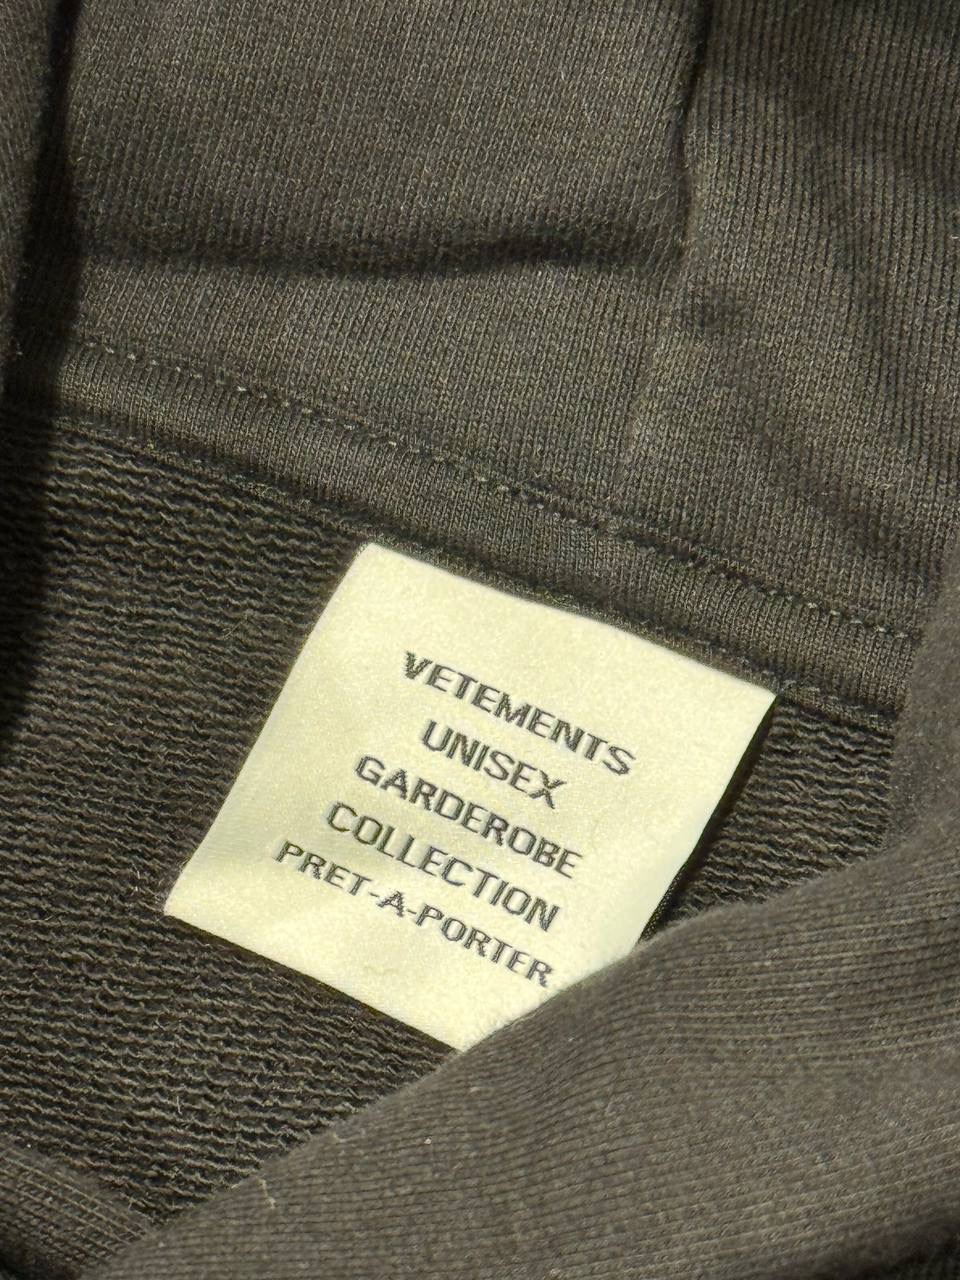 VETEMENTS
UNISEX
GARDEROBE
COLLECTION
PRET-A-PORTER